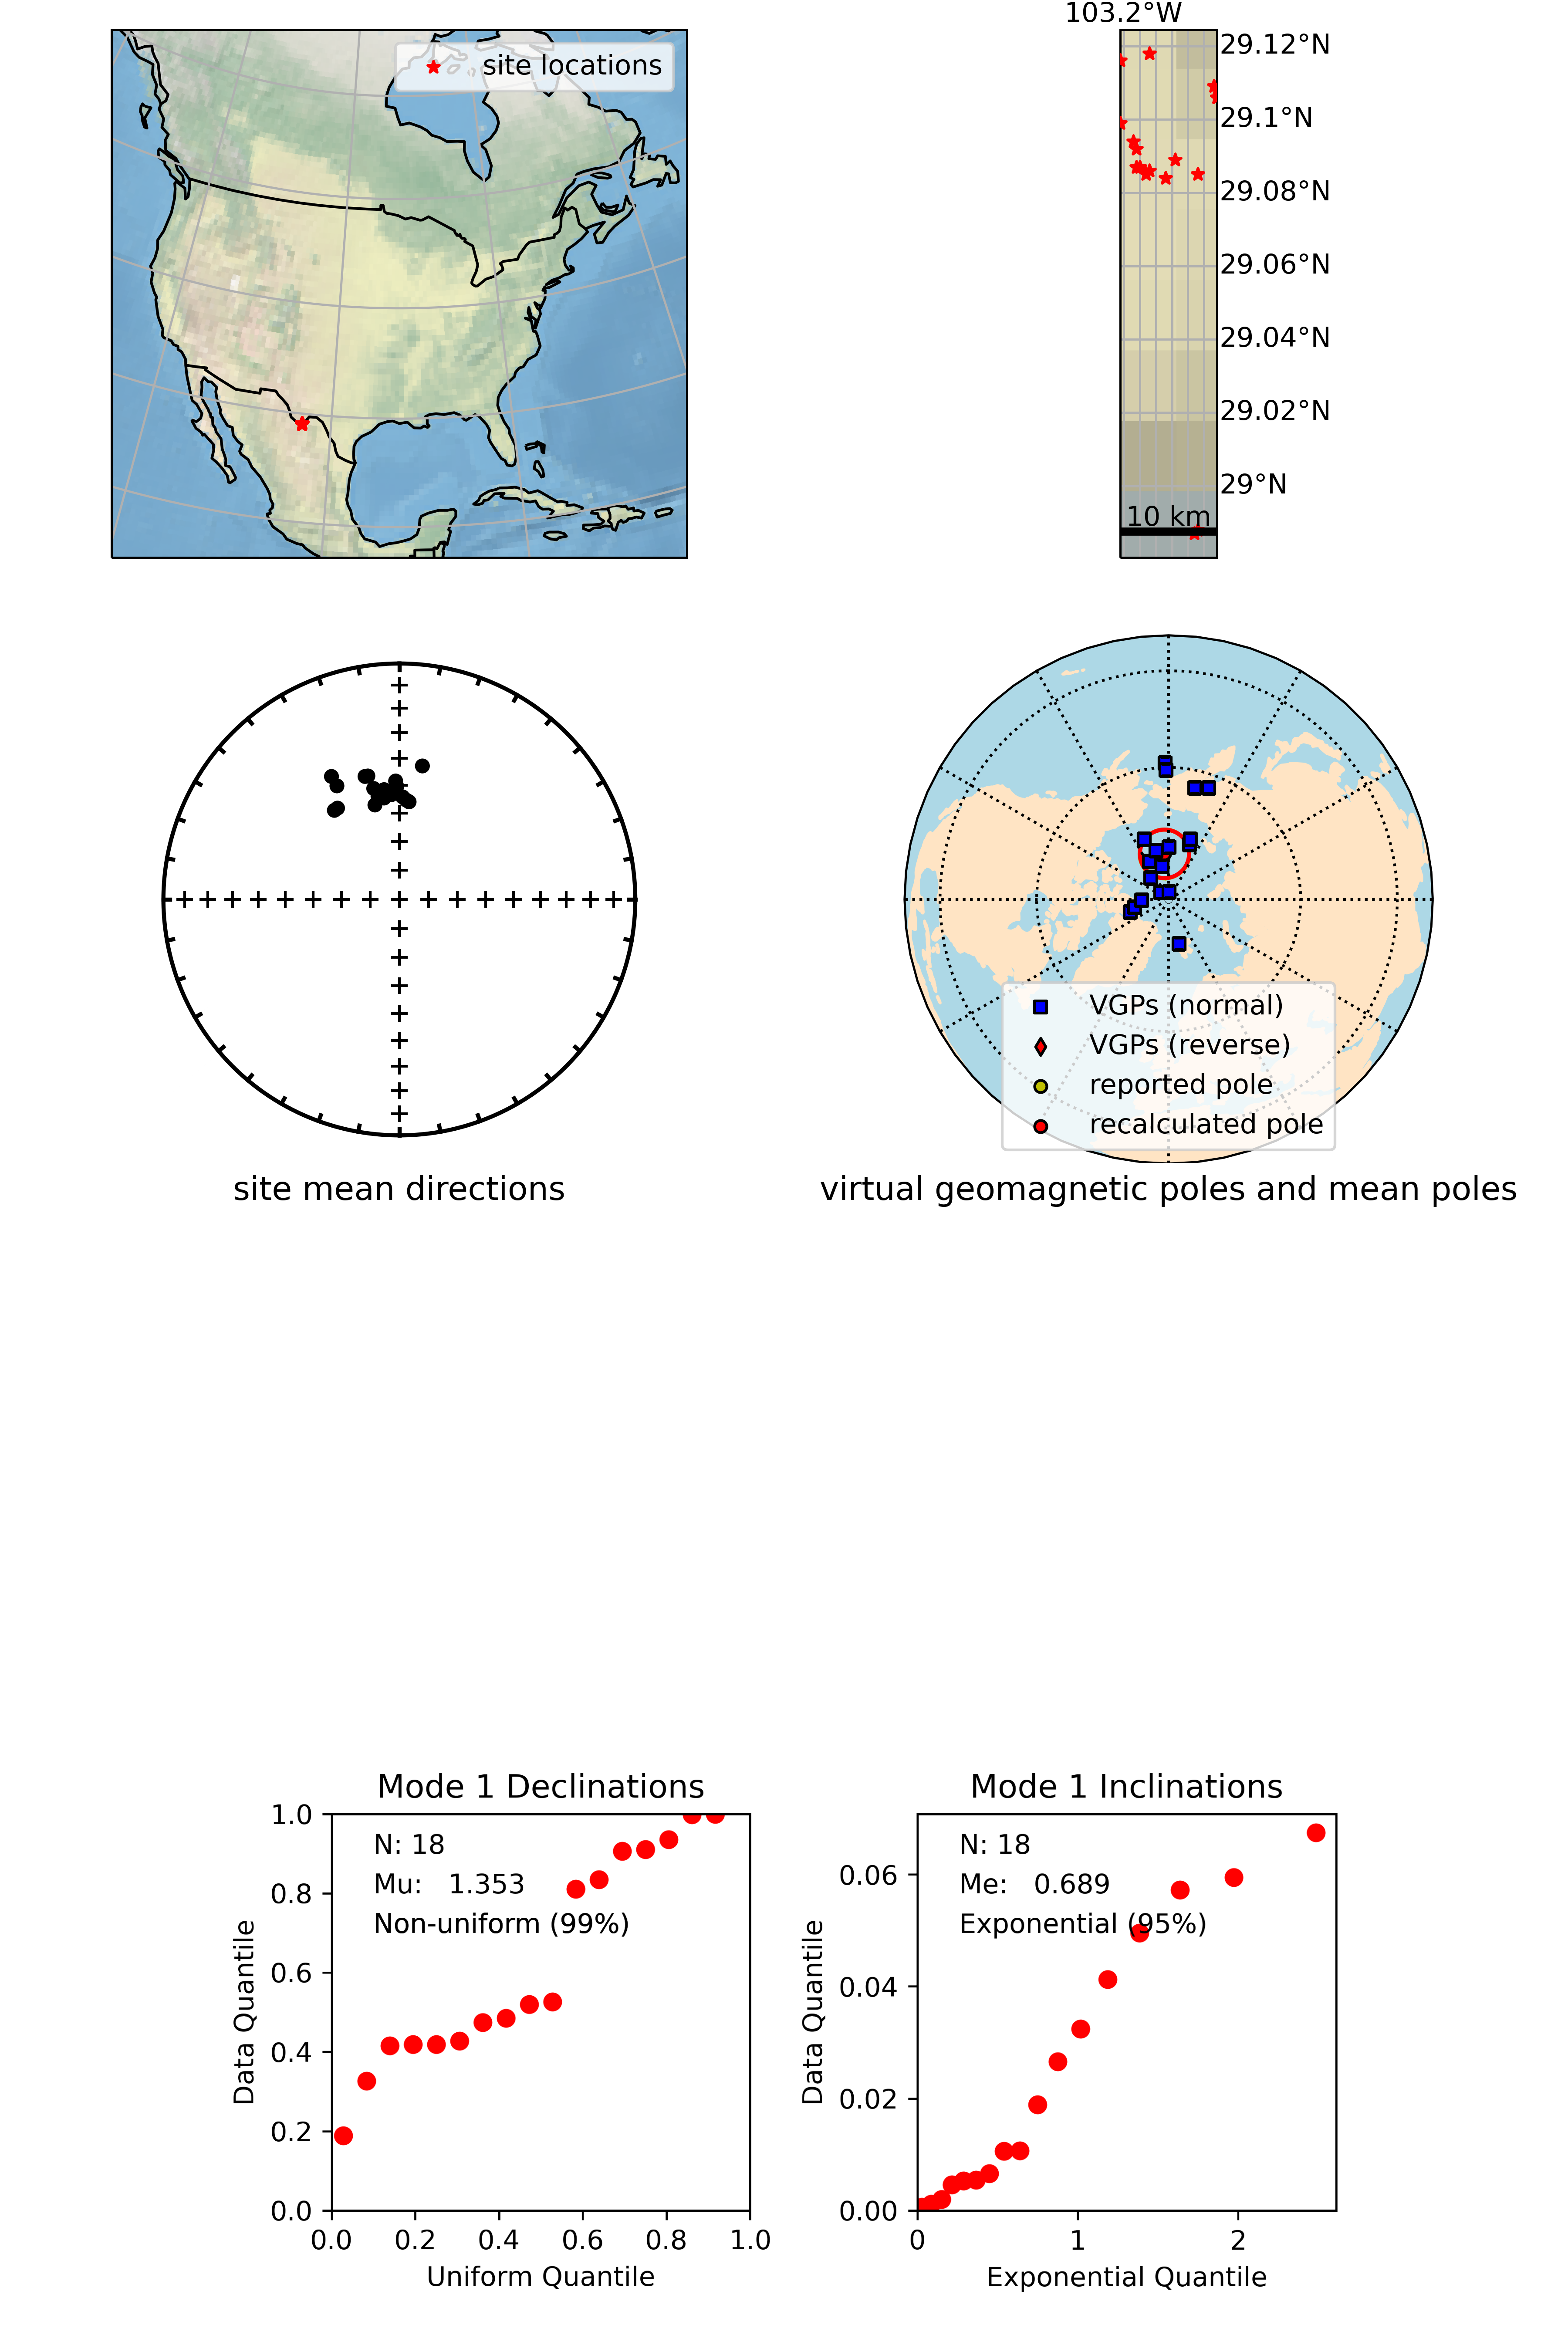 103.2°W
site locations
29.12°N
29.1°N
29.08°N
29.06°N
29.04°N
29.02°N
29°N
10 km
VGPs (normal)
VGPs (reverse)
reported pole
recalculated pole
site mean directions
virtual geomagnetic poles and mean poles
Mode 1 Declinations
N: 18
Mu: 1.353
Non-uniform (99%)
Data Quantile
1.0
0.8
0.6
0.4
0.2
0.0
0.0 0.2 0.4 0.6 0.8 1.0
Uniform Quantile
Mode 1 Inclinations
N: 18
Me: 0.689
Exponential (95%)
Data Quantile
0.06
0.04
0.02
0.00
0 1 2
Exponential Quantile